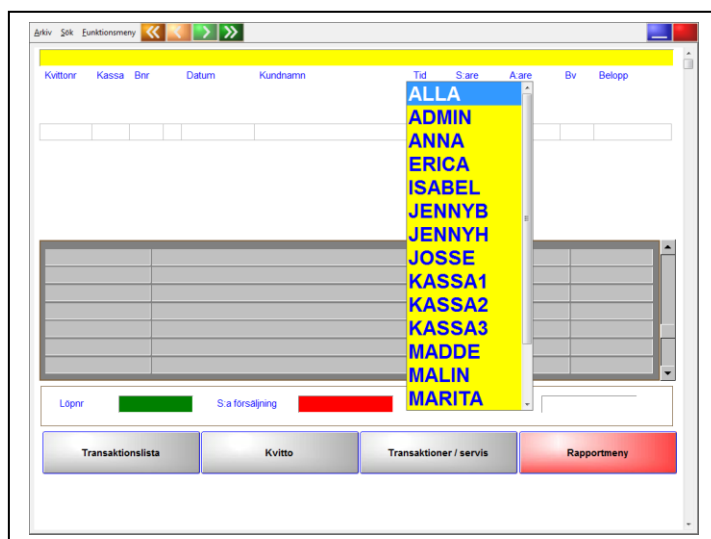 Arkiv Sök Funktionsmeny
Kvittonr Kassa Bnr Datum Kundnamn Tid S:are A:are Bv Belopp
ALLA
ADMIN
ANNA
ERICA
ISABEL
JENNYB
JENNYH
JOSSE
KASSA1
KASSA2
KASSA3
MADDE
MALIN
MARITA
Löpnr S:a försäljning
Transaktionslista Kvitto Transaktioner / servis Rapportmeny